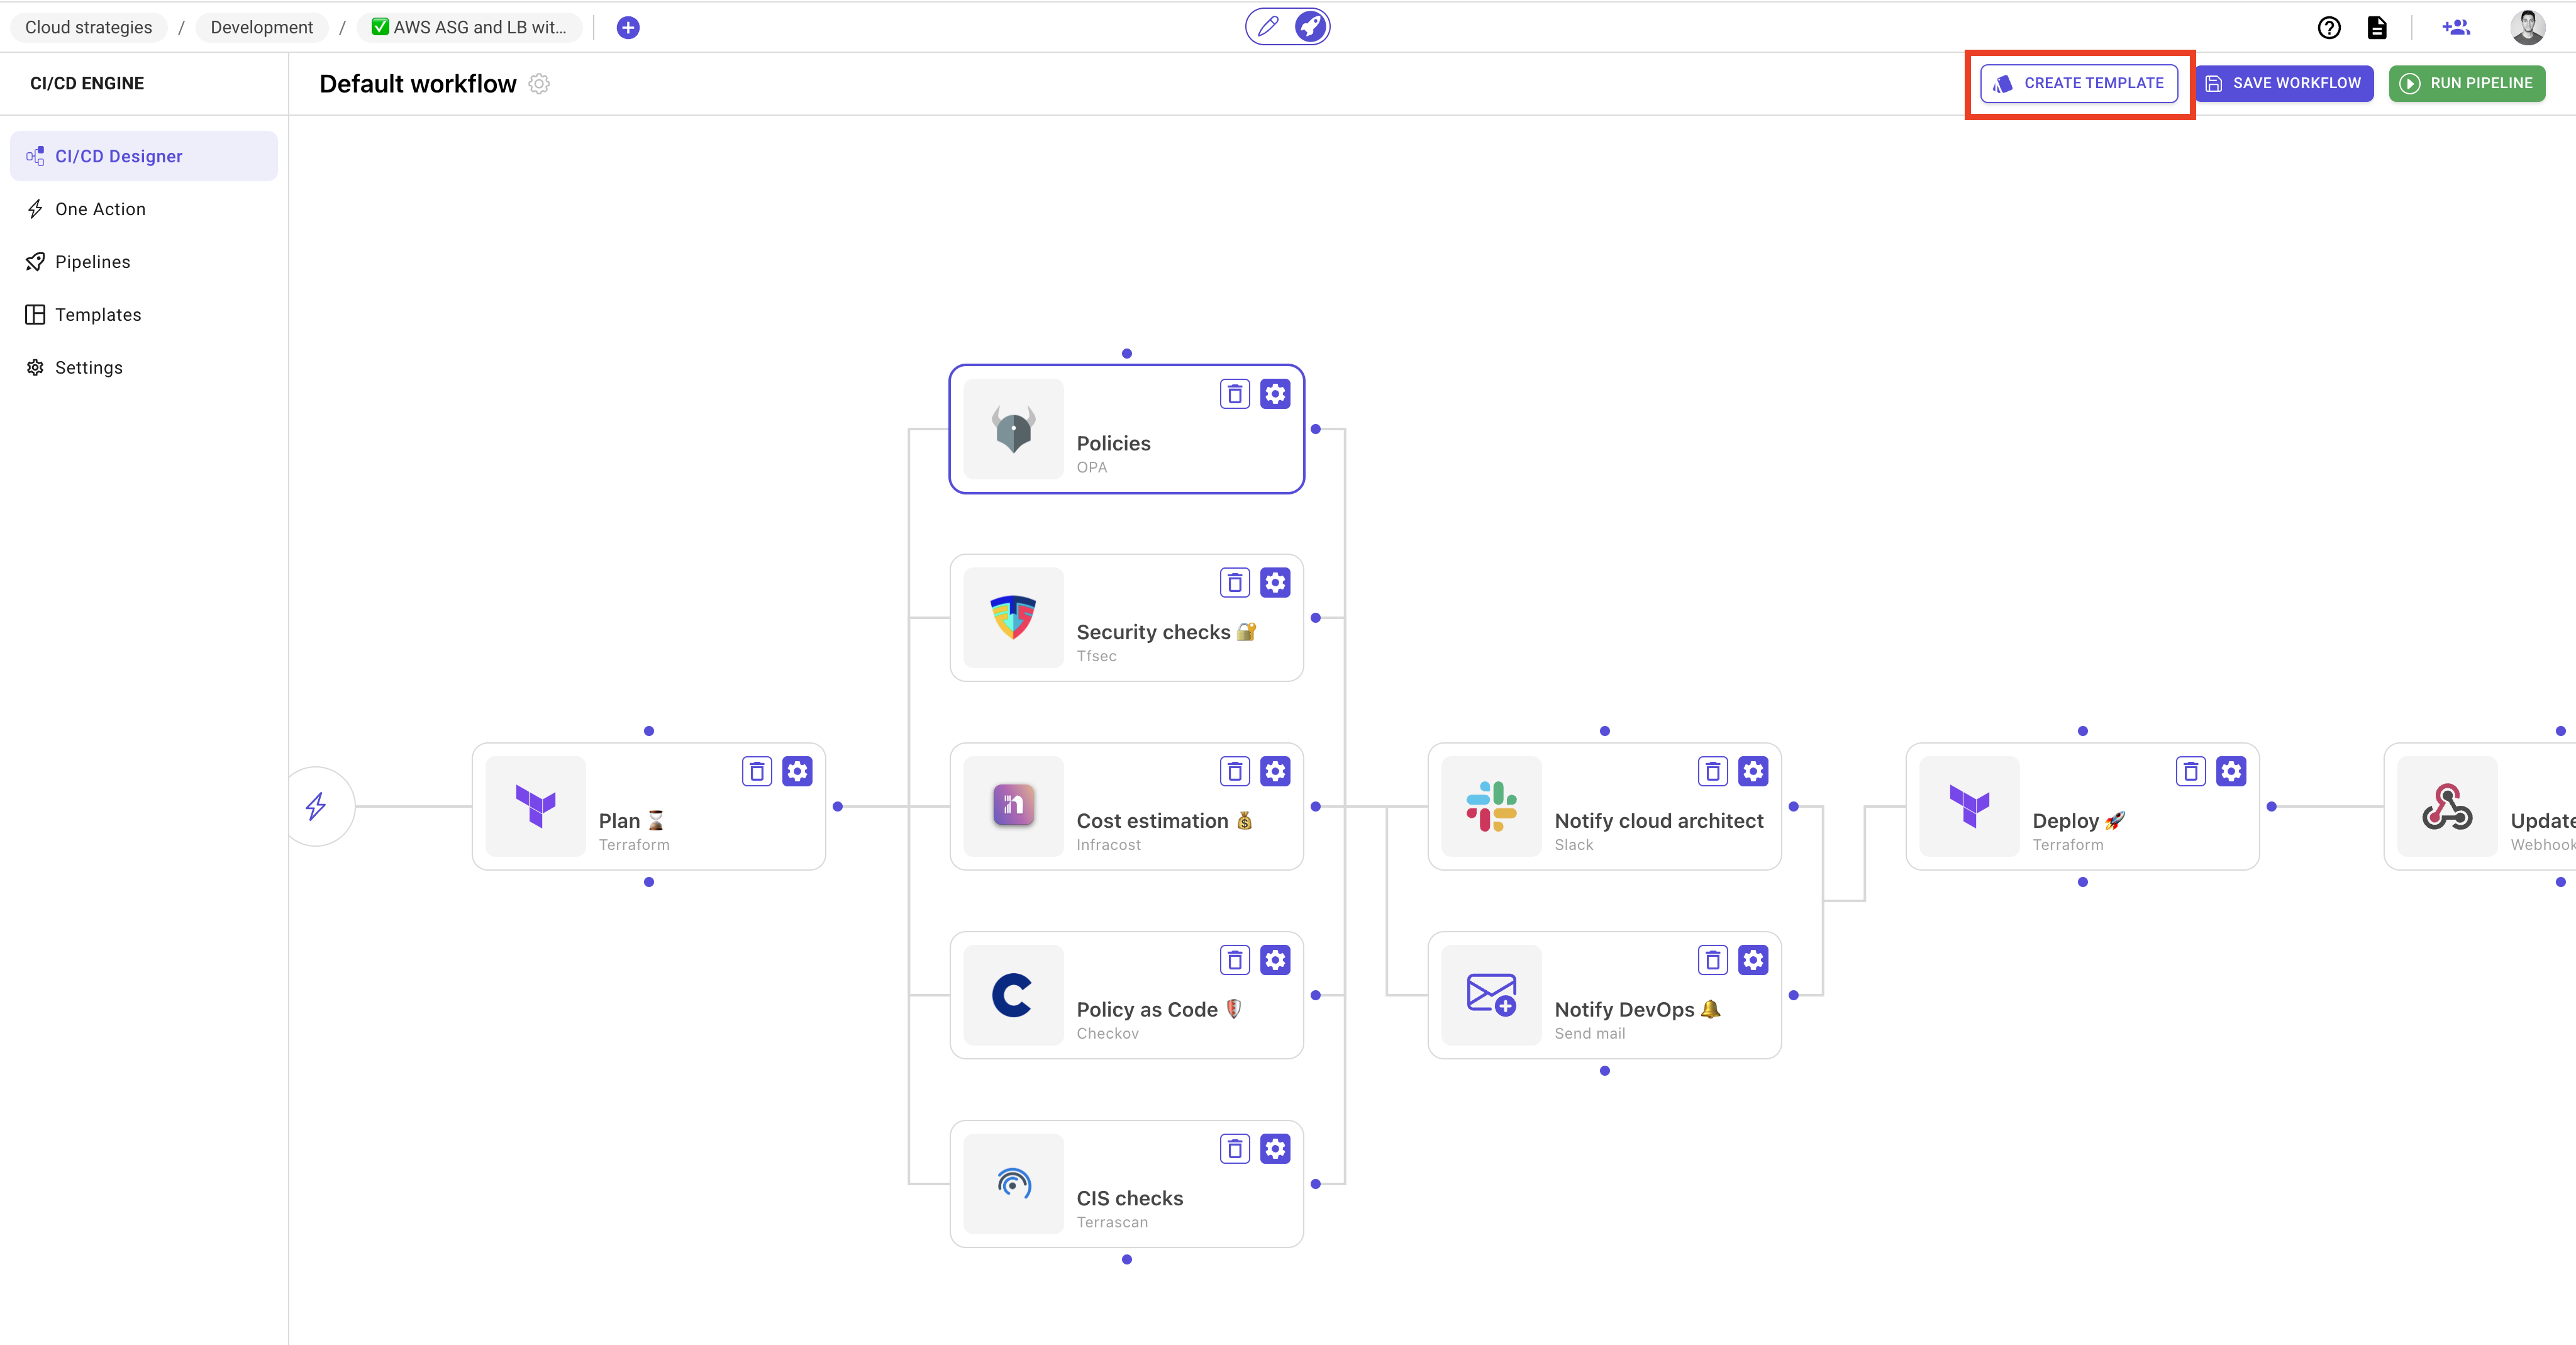 Cloud strategies / Development / ✅ AWS ASG and LB wit...
CI/CD ENGINE
Default workflow
CREATE TEMPLATE
SAVE WORKFLOW
RUN PIPELINE
CI/CD Designer
One Action
Pipelines
Templates
Settings
Policies
OPA
Security checks 🔐
Tfsec
Plan ⏳
Terraform
Cost estimation 💰
Infracost
Notify cloud architect
Slack
Deploy 🚀
Terraform
Update
Webhook
Policy as Code 🛡️
Checkov
Notify DevOps 🔔
Send mail
CIS checks
Terrascan